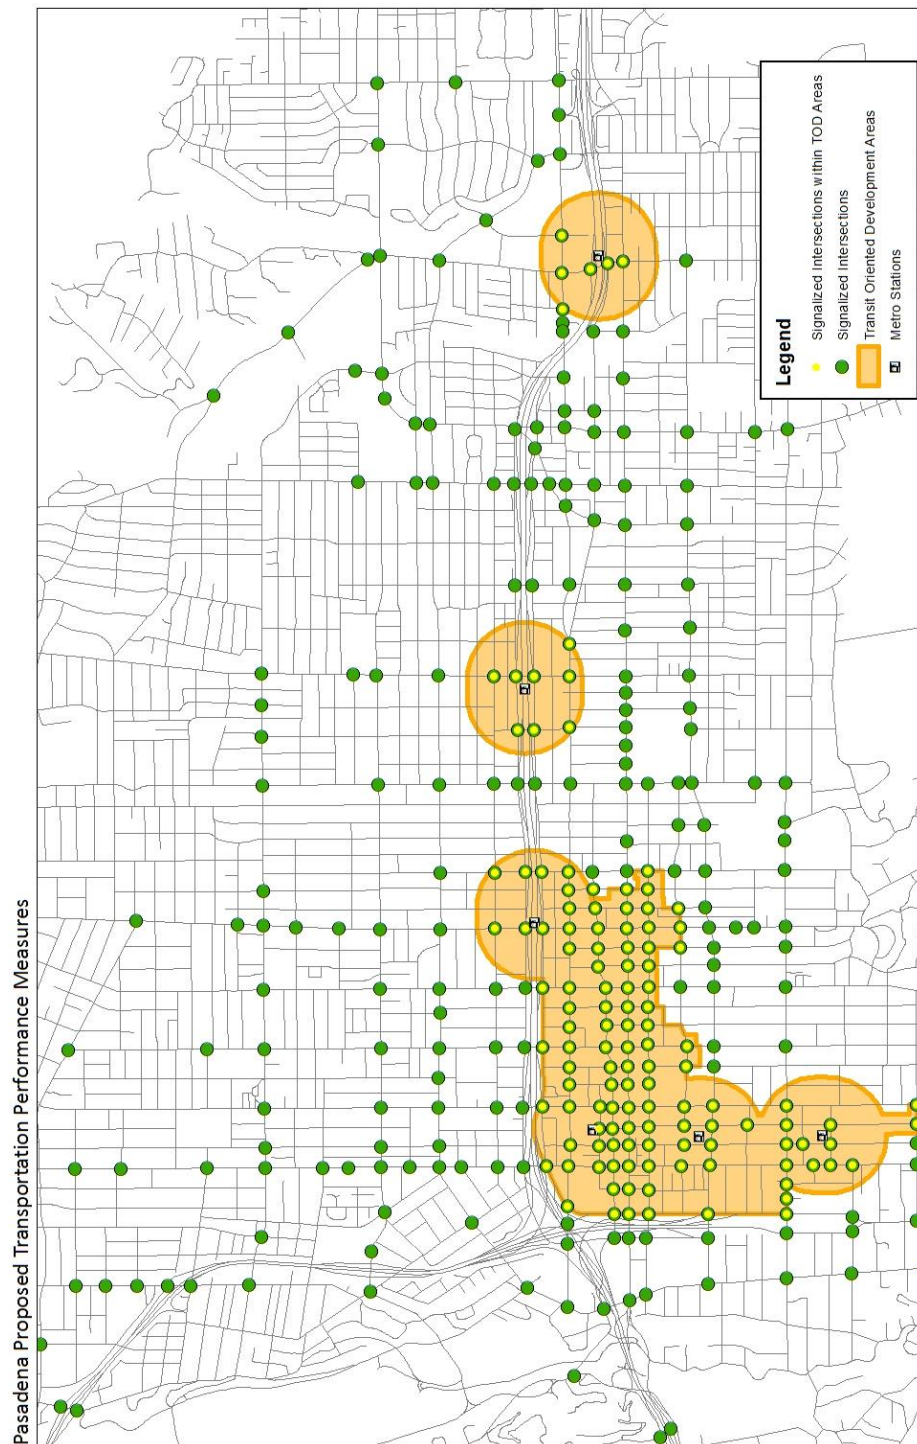 Pasadena Proposed Transportation Performance Measures
Legend
Signalized Intersections within TOD Areas
Signalized Intersections
Transit Oriented Development Areas
Metro Stations